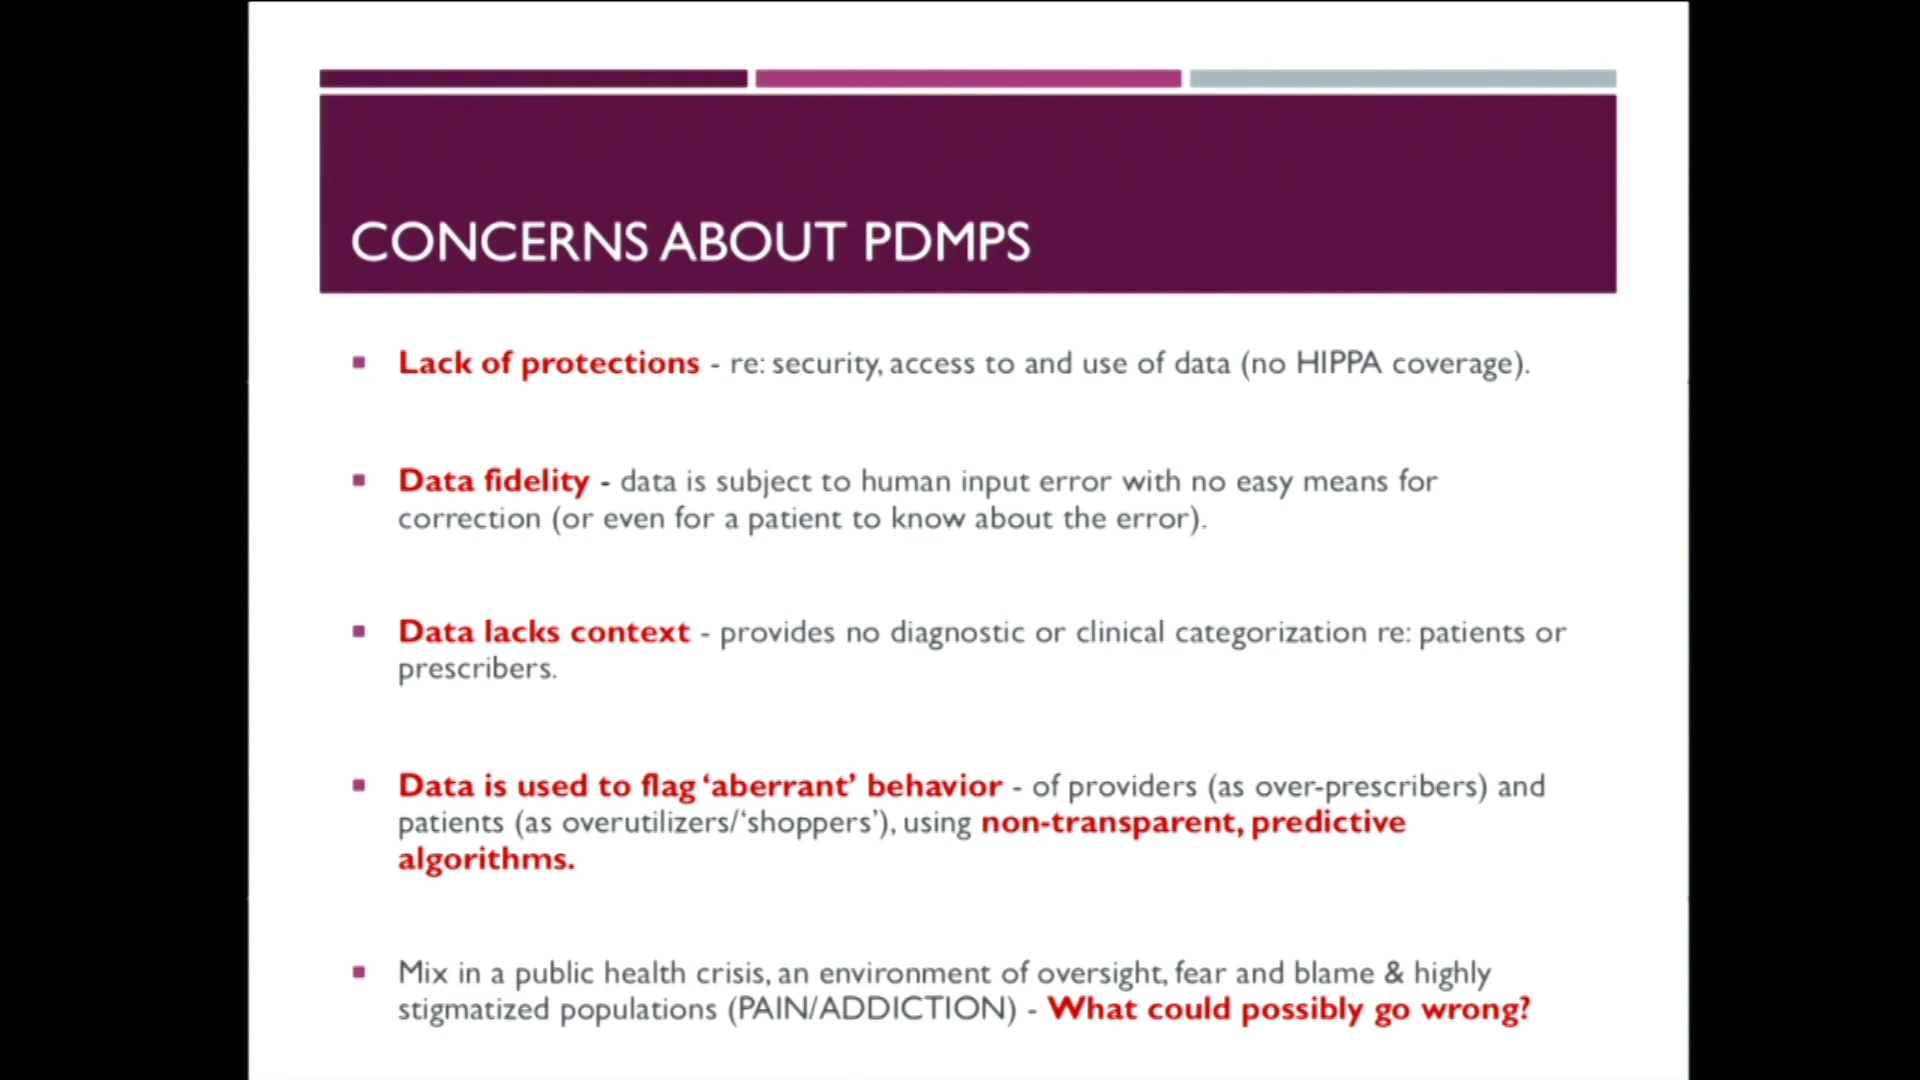 CONCERNS ABOUT PDMPS
Lack of protections - re: security, access to and use of data (no HIPPA coverage).
Data fidelity - data is subject to human input error with no easy means for
correction (or even for a patient to know about the error).
Data lacks context - provides no diagnostic or clinical categorization re: patients or
prescribers.
Data is used to flag ‘aberrant’ behavior - of providers (as over-prescribers) and
patients (as overutilizers/‘shoppers’), using non-transparent, predictive
algorithms.
Mix in a public health crisis, an environment of oversight, fear and blame & highly
stigmatized populations (PAIN/ADDICTION) - What could possibly go wrong?